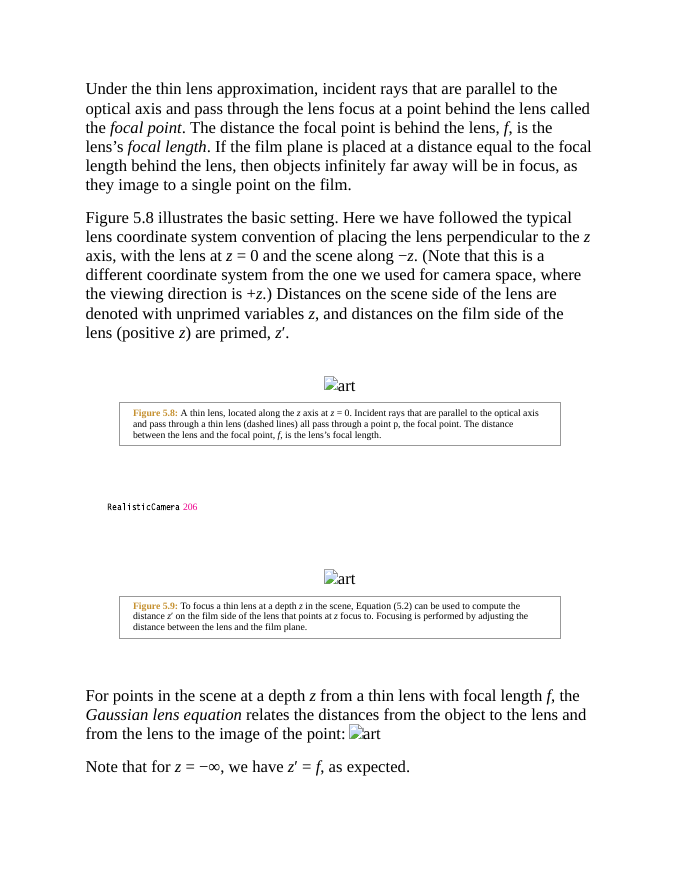 Under the thin lens approximation, incident rays that are parallel to the
optical axis and pass through the lens focus at a point behind the lens called
the focal point. The distance the focal point is behind the lens, f, is the
lens’s focal length. If the film plane is placed at a distance equal to the focal
length behind the lens, then objects infinitely far away will be in focus, as
they image to a single point on the film.
Figure 5.8 illustrates the basic setting. Here we have followed the typical
lens coordinate system convention of placing the lens perpendicular to the z
axis, with the lens at z = 0 and the scene along −z. (Note that this is a
different coordinate system from the one we used for camera space, where
the viewing direction is +z.) Distances on the scene side of the lens are
denoted with unprimed variables z, and distances on the film side of the
lens (positive z) are primed, z′.
art
Figure 5.8: A thin lens, located along the z axis at z = 0. Incident rays that are parallel to the optical axis
and pass through a thin lens (dashed lines) all pass through a point p, the focal point. The distance
between the lens and the focal point, f, is the lens’s focal length.
RealisticCamera 206
art
Figure 5.9: To focus a thin lens at a depth z in the scene, Equation (5.2) can be used to compute the
distance z′ on the film side of the lens that points at z focus to. Focusing is performed by adjusting the
distance between the lens and the film plane.
For points in the scene at a depth z from a thin lens with focal length f, the
Gaussian lens equation relates the distances from the object to the lens and
from the lens to the image of the point: art
Note that for z = −∞, we have z′ = f, as expected.